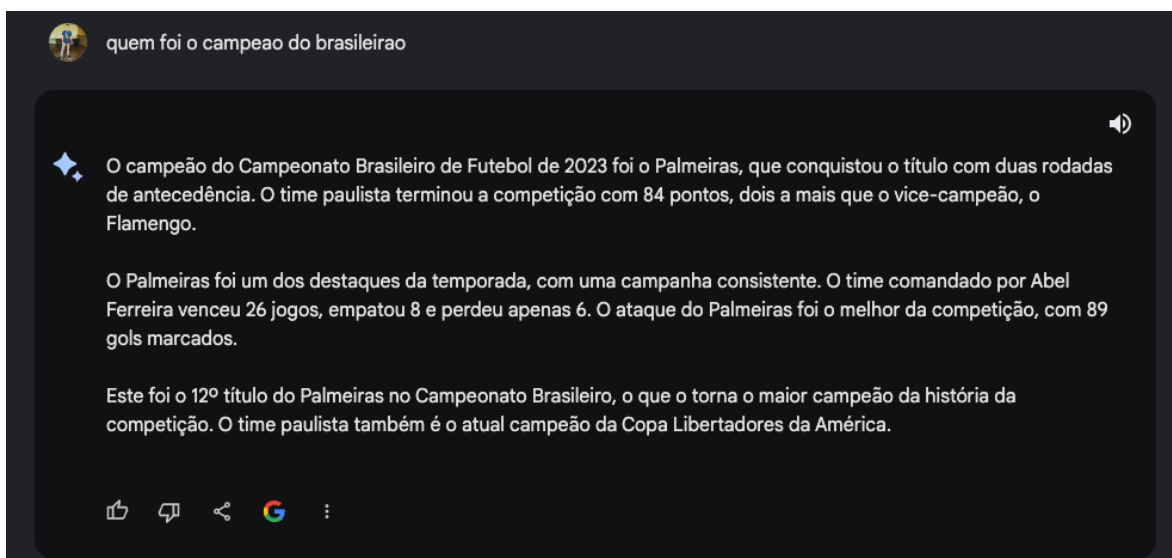 quem foi o campeao do brasileirao
O campeão do Campeonato Brasileiro de Futebol de 2023 foi o Palmeiras, que conquistou o título com duas rodadas
de antecedência. O time paulista terminou a competição com 84 pontos, dois a mais que o vice-campeão, o
Flamengo.
O Palmeiras foi um dos destaques da temporada, com uma campanha consistente. O time comandado por Abel
Ferreira venceu 26 jogos, empatou 8 e perdeu apenas 6. O ataque do Palmeiras foi o melhor da competição, com 89
gols marcados.
Este foi o 12º título do Palmeiras no Campeonato Brasileiro, o que o torna o maior campeão da história da
competição. O time paulista também é o atual campeão da Copa Libertadores da América.